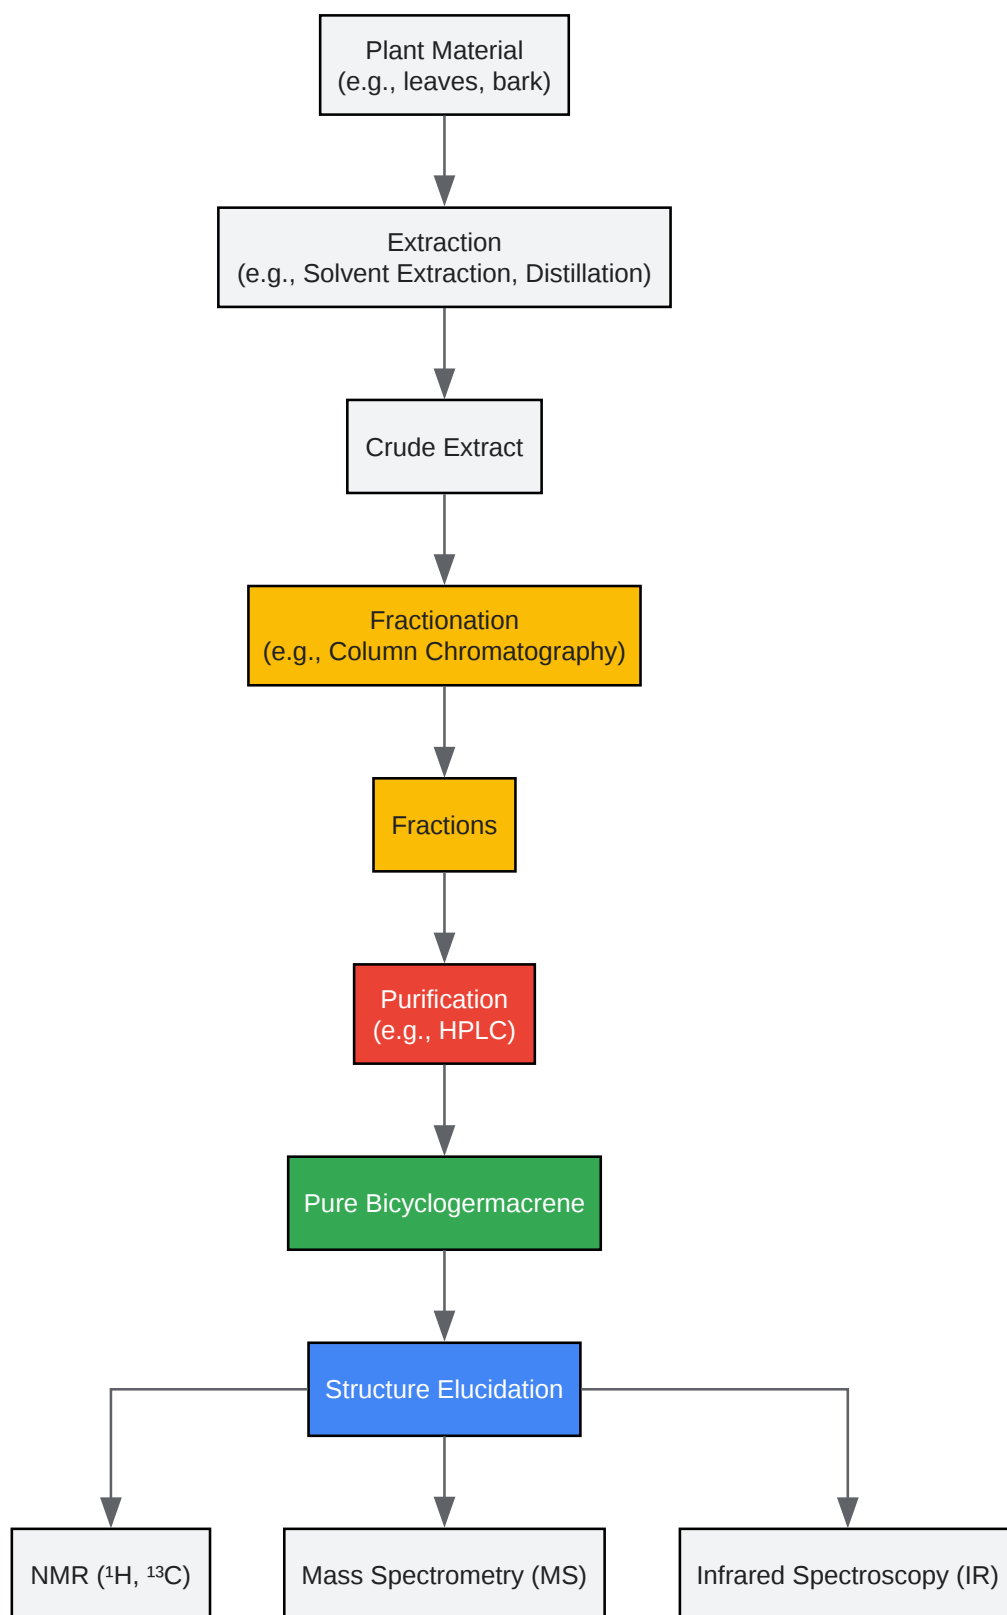 Plant Material
(e.g., leaves, bark)
Extraction
(e.g., Solvent Extraction, Distillation)
Crude Extract
Fractionation
(e.g., Column Chromatography)
Fractions
Purification
(e.g., HPLC)
Pure Bicyclogermacrene
Structure Elucidation
NMR (¹H, ¹³C)
Mass Spectrometry (MS)
Infrared Spectroscopy (IR)